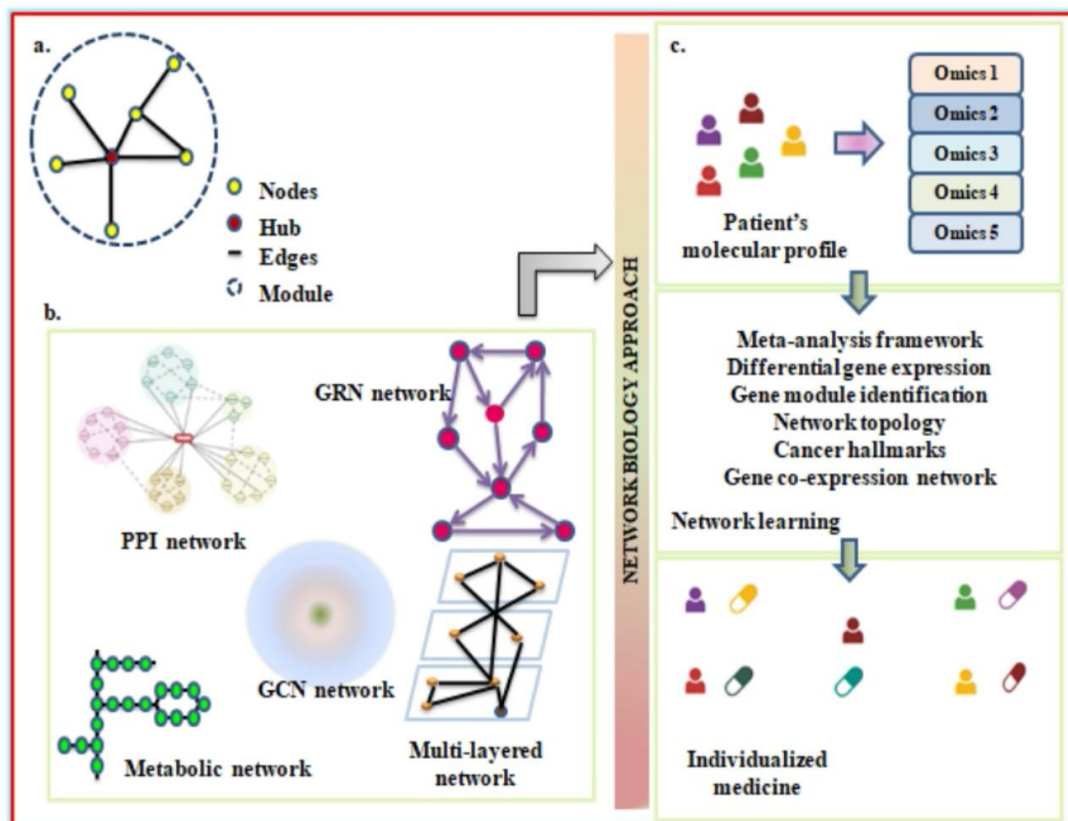 a.
Nodes
Hub
Edges
Module
b.
PPI network
GRN network
GCN network
Metabolic network
Multi-layered
network
NETWORK BIOLOGY APPROACH
c.
Omics 1
Omics 2
Omics 3
Omics 4
Omics 5
Patient's
molecular profile
Meta-analysis framework
Differential gene expression
Gene module identification
Network topology
Cancer hallmarks
Gene co-expression network
Network learning
Individualized
medicine